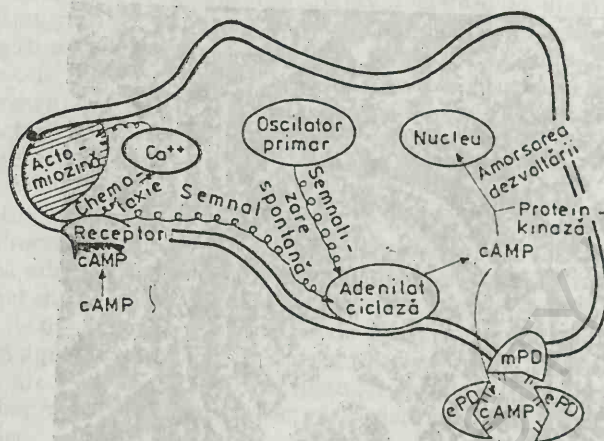 Acto-
miozină
Ca++
Chemo-
taxie
Semnal
Receptor
cAMP
cAMP
Oscilator
primar
Semnali-
zare
spontană
Adenilat
ciclază
Nucleu
Amorsarea
dezvoltării
Protein-
kinază
cAMP
mPD
ePD
cAMP
ePD